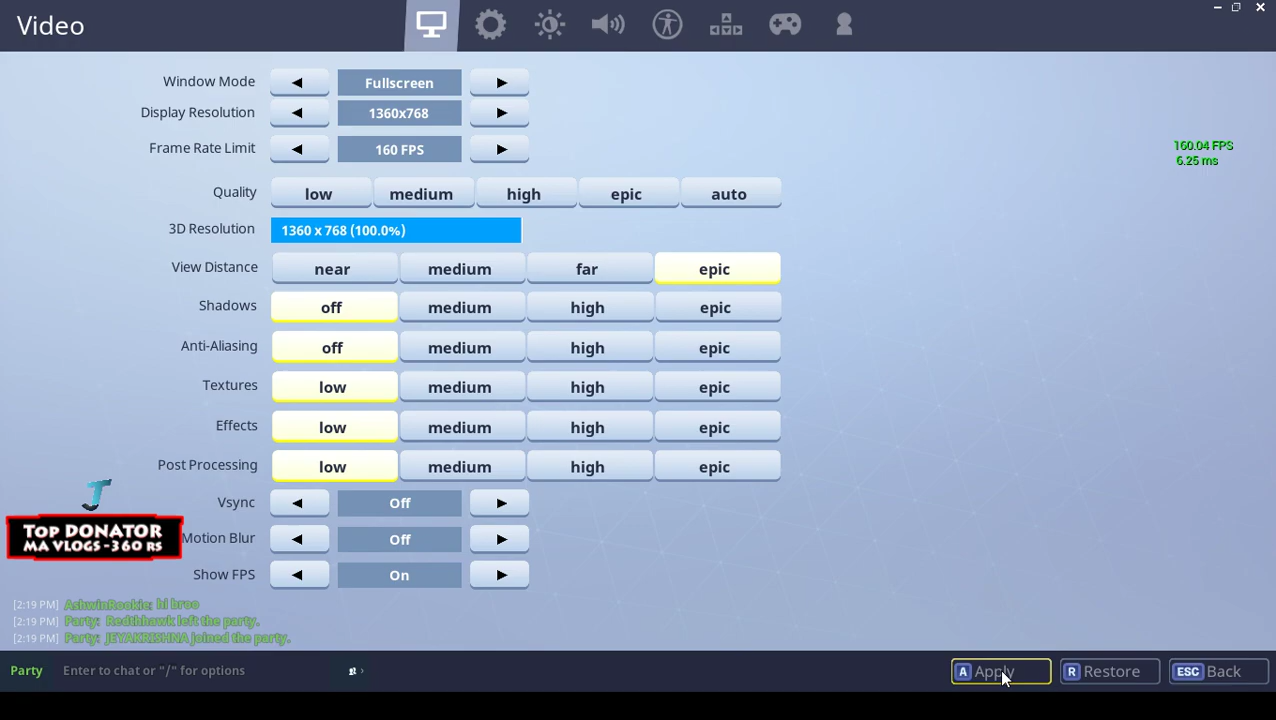 Video
Window Mode ◄ Fullscreen ►
Display Resolution ◄ 1360x768 ►
Frame Rate Limit ◄ 160 FPS ►
160.04 FPS
6.25 ms
Quality low medium high epic auto
3D Resolution 1360 x 768 (100.0%)
View Distance near medium far epic
Shadows off medium high epic
Anti-Aliasing off medium high epic
Textures low medium high epic
Effects low medium high epic
Post Processing low medium high epic
Vsync ◄ Off ►
J
TOP DONATOR
MA VLOGS -360 RS
Motion Blur ◄ Off ►
Show FPS ◄ On ►
[2:19 PM] AshwinRookie: hi broo
[2:19 PM] Party: Redthhawk left the party.
[2:19 PM] Party: JEYAKRISHNA joined the party.
Party Enter to chat or "/" for options
A Apply R Restore ESC Back